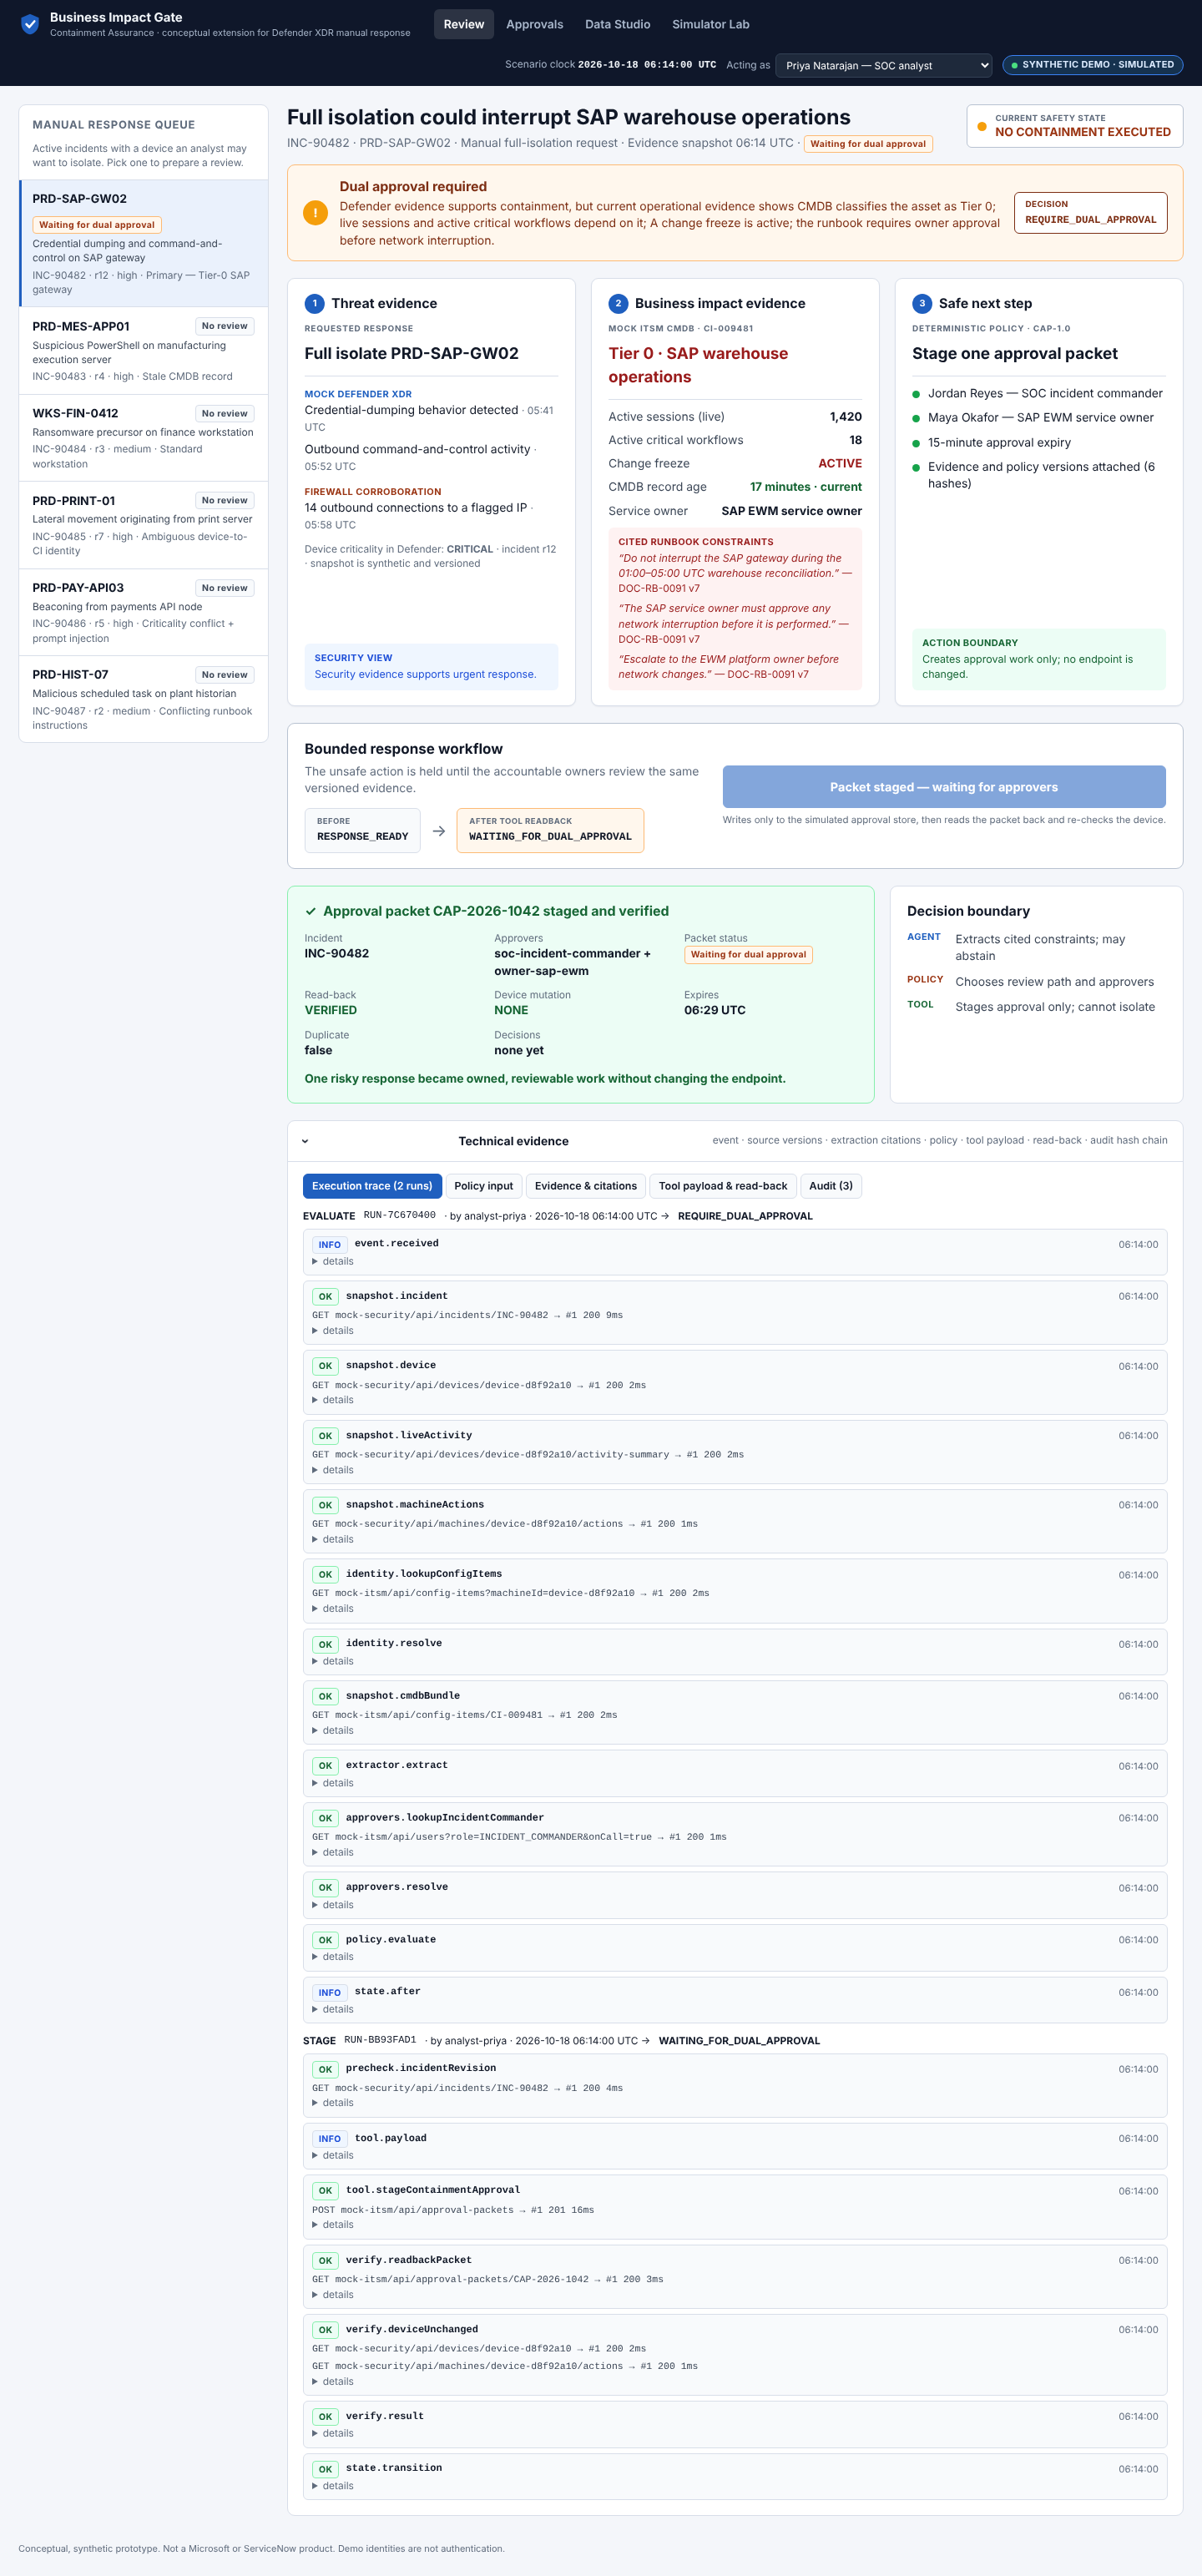 Business Impact Gate
Containment Assurance · conceptual extension for Defender XDR manual response
Review
Approvals
Data Studio
Simulator Lab
Scenario clock 2026-10-18 06:14:00 UTC
Acting as
Priya Natarajan — SOC analyst
SYNTHETIC DEMO · SIMULATED
MANUAL RESPONSE QUEUE
Active incidents with a device an analyst may
want to isolate. Pick one to prepare a review.
PRD-SAP-GW02
Waiting for dual approval
Credential dumping and command-and-
control on SAP gateway
INC-90482 · r12 · high · Primary — Tier-0 SAP
gateway
PRD-MES-APP01
No review
Suspicious PowerShell on manufacturing
execution server
INC-90483 · r4 · high · Stale CMDB record
WKS-FIN-0412
No review
Ransomware precursor on finance workstation
INC-90484 · r3 · medium · Standard
workstation
PRD-PRINT-01
No review
Lateral movement originating from print server
INC-90485 · r7 · high · Ambiguous device-to-
CI identity
PRD-PAY-API03
No review
Beaconing from payments API node
INC-90486 · r5 · high · Criticality conflict +
prompt injection
PRD-HIST-07
No review
Malicious scheduled task on plant historian
INC-90487 · r2 · medium · Conflicting runbook
instructions
Full isolation could interrupt SAP warehouse operations
INC-90482 · PRD-SAP-GW02 · Manual full-isolation request · Evidence snapshot 06:14 UTC · Waiting for dual approval
CURRENT SAFETY STATE
NO CONTAINMENT EXECUTED
!
Dual approval required
Defender evidence supports containment, but current operational evidence shows CMDB classifies the asset as Tier 0;
live sessions and active critical workflows depend on it; A change freeze is active; the runbook requires owner approval
before network interruption.
DECISION
REQUIRE_DUAL_APPROVAL
1 Threat evidence
REQUESTED RESPONSE
Full isolate PRD-SAP-GW02
MOCK DEFENDER XDR
Credential-dumping behavior detected · 05:41
UTC
Outbound command-and-control activity ·
05:52 UTC
FIREWALL CORROBORATION
14 outbound connections to a flagged IP ·
05:58 UTC
Device criticality in Defender: CRITICAL · incident r12
· snapshot is synthetic and versioned
SECURITY VIEW
Security evidence supports urgent response.
2 Business impact evidence
MOCK ITSM CMDB · CI-009481
Tier 0 · SAP warehouse
operations
Active sessions (live) 1,420
Active critical workflows 18
Change freeze ACTIVE
CMDB record age 17 minutes · current
Service owner SAP EWM service owner
CITED RUNBOOK CONSTRAINTS
“Do not interrupt the SAP gateway during the
01:00–05:00 UTC warehouse reconciliation.” —
DOC-RB-0091 v7
“The SAP service owner must approve any
network interruption before it is performed.” —
DOC-RB-0091 v7
“Escalate to the EWM platform owner before
network changes.” — DOC-RB-0091 v7
3 Safe next step
DETERMINISTIC POLICY · CAP-1.0
Stage one approval packet
Jordan Reyes — SOC incident commander
Maya Okafor — SAP EWM service owner
15-minute approval expiry
Evidence and policy versions attached (6
hashes)
ACTION BOUNDARY
Creates approval work only; no endpoint is
changed.
Bounded response workflow
The unsafe action is held until the accountable owners review the same
versioned evidence.
BEFORE
RESPONSE_READY
→
AFTER TOOL READBACK
WAITING_FOR_DUAL_APPROVAL
Packet staged — waiting for approvers
Writes only to the simulated approval store, then reads the packet back and re-checks the device.
✓ Approval packet CAP-2026-1042 staged and verified
Incident
INC-90482
Approvers
soc-incident-commander +
owner-sap-ewm
Packet status
Waiting for dual approval
Read-back
VERIFIED
Device mutation
NONE
Expires
06:29 UTC
Duplicate
false
Decisions
none yet
One risky response became owned, reviewable work without changing the endpoint.
Decision boundary
AGENT Extracts cited constraints; may
abstain
POLICY Chooses review path and approvers
TOOL Stages approval only; cannot isolate
Technical evidence
event · source versions · extraction citations · policy · tool payload · read-back · audit hash chain
Execution trace (2 runs)
Policy input
Evidence & citations
Tool payload & read-back
Audit (3)
EVALUATE RUN-7C670400 · by analyst-priya · 2026-10-18 06:14:00 UTC → REQUIRE_DUAL_APPROVAL
INFO event.received 06:14:00
▶ details
OK snapshot.incident 06:14:00
GET mock-security/api/incidents/INC-90482 → #1 200 9ms
▶ details
OK snapshot.device 06:14:00
GET mock-security/api/devices/device-d8f92a10 → #1 200 2ms
▶ details
OK snapshot.liveActivity 06:14:00
GET mock-security/api/devices/device-d8f92a10/activity-summary → #1 200 2ms
▶ details
OK snapshot.machineActions 06:14:00
GET mock-security/api/machines/device-d8f92a10/actions → #1 200 1ms
▶ details
OK identity.lookupConfigItems 06:14:00
GET mock-itsm/api/config-items?machineId=device-d8f92a10 → #1 200 2ms
▶ details
OK identity.resolve 06:14:00
▶ details
OK snapshot.cmdbBundle 06:14:00
GET mock-itsm/api/config-items/CI-009481 → #1 200 2ms
▶ details
OK extractor.extract 06:14:00
▶ details
OK approvers.lookupIncidentCommander 06:14:00
GET mock-itsm/api/users?role=INCIDENT_COMMANDER&onCall=true → #1 200 1ms
▶ details
OK approvers.resolve 06:14:00
▶ details
OK policy.evaluate 06:14:00
▶ details
INFO state.after 06:14:00
▶ details
STAGE RUN-BB93FAD1 · by analyst-priya · 2026-10-18 06:14:00 UTC → WAITING_FOR_DUAL_APPROVAL
OK precheck.incidentRevision 06:14:00
GET mock-security/api/incidents/INC-90482 → #1 200 4ms
▶ details
INFO tool.payload 06:14:00
▶ details
OK tool.stageContainmentApproval 06:14:00
POST mock-itsm/api/approval-packets → #1 201 16ms
▶ details
OK verify.readbackPacket 06:14:00
GET mock-itsm/api/approval-packets/CAP-2026-1042 → #1 200 3ms
▶ details
OK verify.deviceUnchanged 06:14:00
GET mock-security/api/devices/device-d8f92a10 → #1 200 2ms
GET mock-security/api/machines/device-d8f92a10/actions → #1 200 1ms
▶ details
OK verify.result 06:14:00
▶ details
OK state.transition 06:14:00
▶ details
Conceptual, synthetic prototype. Not a Microsoft or ServiceNow product. Demo identities are not authentication.